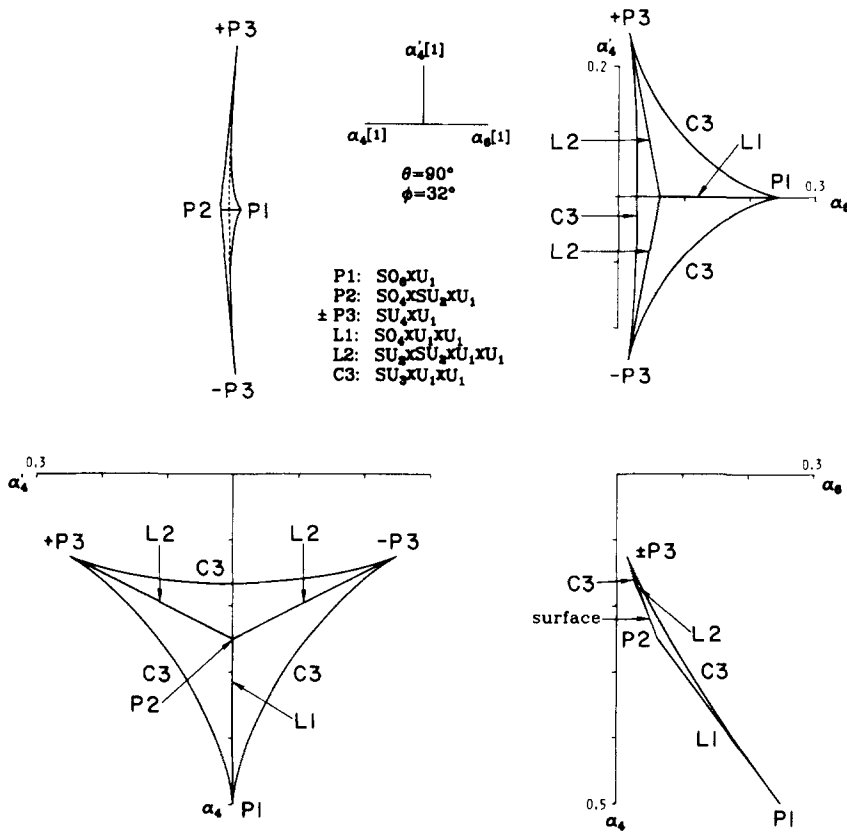 +P3
P2
P1
-P3
α₄'[1]
α₄[1]
α₆[1]
θ=90°
φ=32°
P1: SO₆xU₁
P2: SO₄xSU₂xU₁
± P3: SU₄xU₁
L1: SO₄xU₁xU₁
L2: SU₂xSU₂xU₁xU₁
C3: SU₃xU₁xU₁
+P3
α₄'
0.2
C3
L2
L1
P1
0.3
α₆
C3
L2
C3
-P3
0.3
α₄'
+P3
L2
L2
-P3
C3
C3
C3
P2
L1
α₄
P1
0.3
α₆
±P3
C3
surface
L2
P2
C3
L1
0.5
α₄
P1